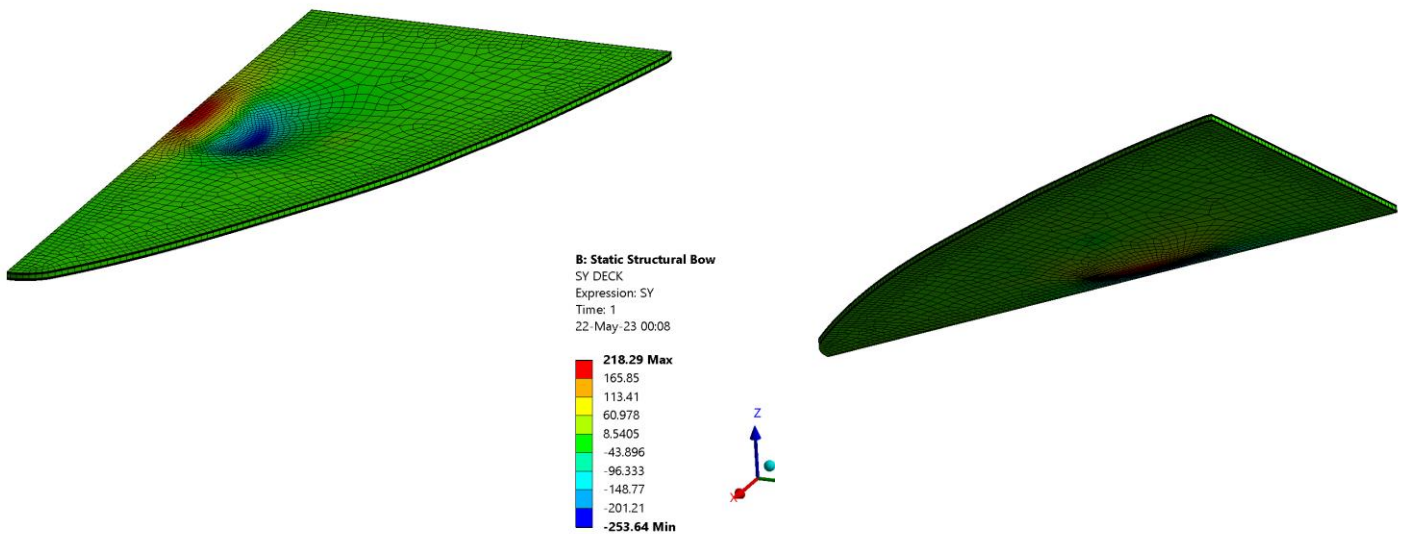 B: Static Structural Bow
SY DECK
Expression: SY
Time: 1
22-May-23 00:08
218.29 Max
165.85
113.41
60.978
8.5405
-43.896
-96.333
-148.77
-201.21
-253.64 Min
Z
X